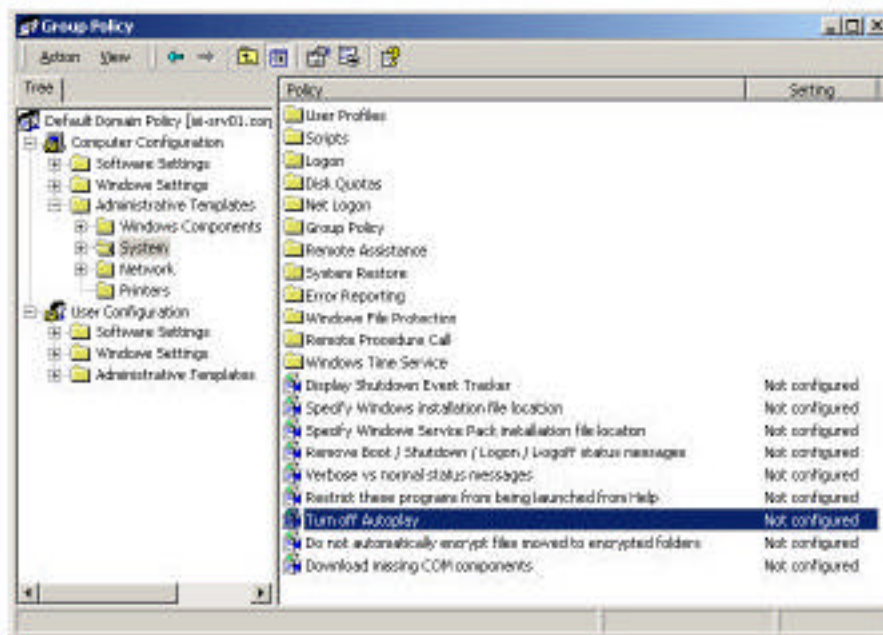 Group Policy
Action View
Tree
Default Domain Policy
Computer Configuration
Software Settings
Windows Settings
Administrative Templates
Windows Components
System
Network
Printers
User Configuration
Software Settings
Windows Settings
Administrative Templates
Policy Setting
User Profiles
Scripts
Logon
Disk Quotas
Net Logon
Group Policy
Remote Assistance
System Restore
Error Reporting
Windows File Protection
Remote Procedure Call
Windows Time Service
Display Shutdown Event Tracker Not configured
Specify Windows installation file location Not configured
Specify Windows Service Pack installation file location Not configured
Remove Boot / Shutdown / Logon / Logoff status messages Not configured
Verbose vs normal status messages Not configured
Restrict these programs from being launched from Help Not configured
Turn off Autoplay Not configured
Do not automatically encrypt files moved to encrypted folders Not configured
Download missing COM components Not configured